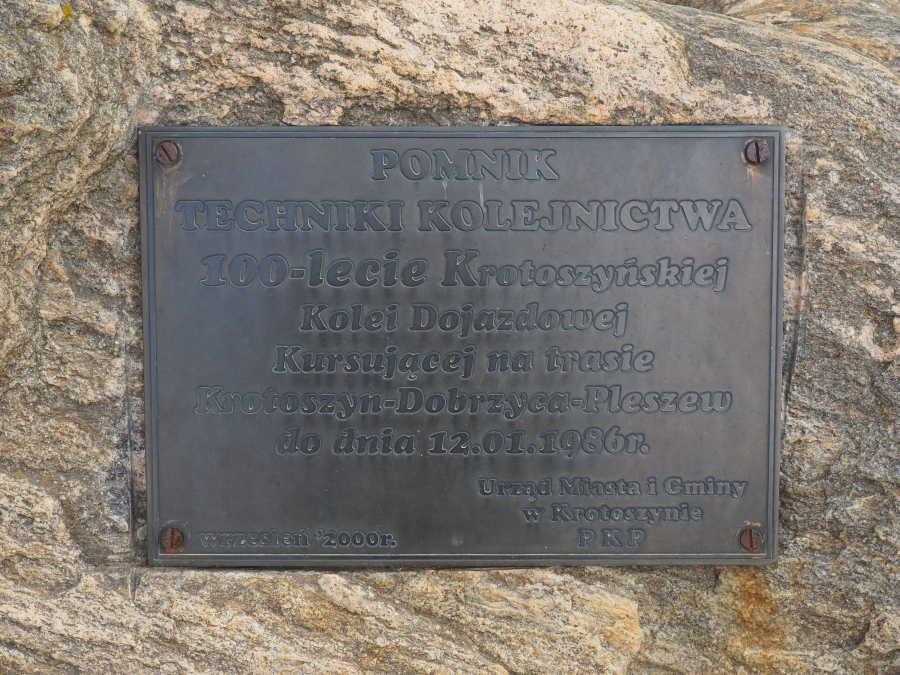 POMNIK
TECHNIKI KOLEJNICTWA
100-lecie Krotoszyńskiej
Kolei Dojazdowej
Kursującej na trasie
Krotoszyn-Dobrzyca-Pleszew
do dnia 12.01.1986r.
Urząd Miasta i Gminy
w Krotoszynie
P K P
wrzesień '2000r.